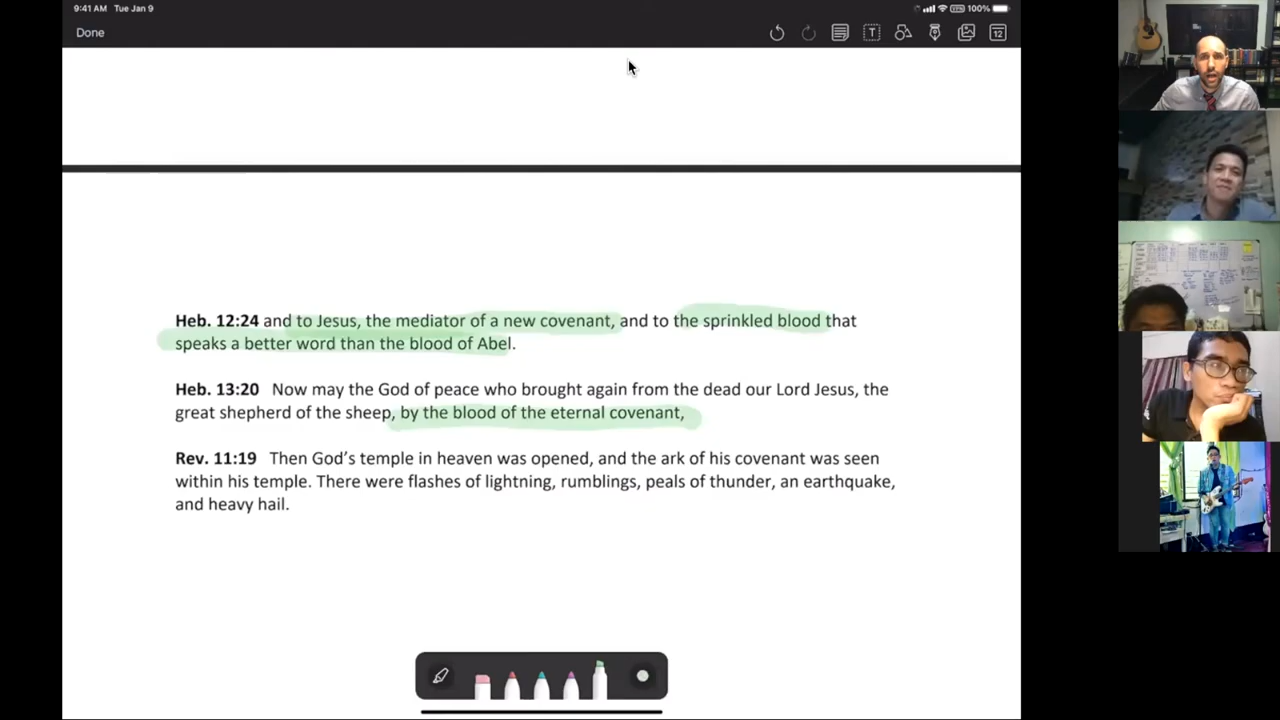 9:41 AM Tue Jan 9
VPN 100%
Done
T
12
Heb. 12:24 and to Jesus, the mediator of a new covenant, and to the sprinkled blood that
speaks a better word than the blood of Abel.
Heb. 13:20 Now may the God of peace who brought again from the dead our Lord Jesus, the
great shepherd of the sheep, by the blood of the eternal covenant,
Rev. 11:19 Then God’s temple in heaven was opened, and the ark of his covenant was seen
within his temple. There were flashes of lightning, rumblings, peals of thunder, an earthquake,
and heavy hail.